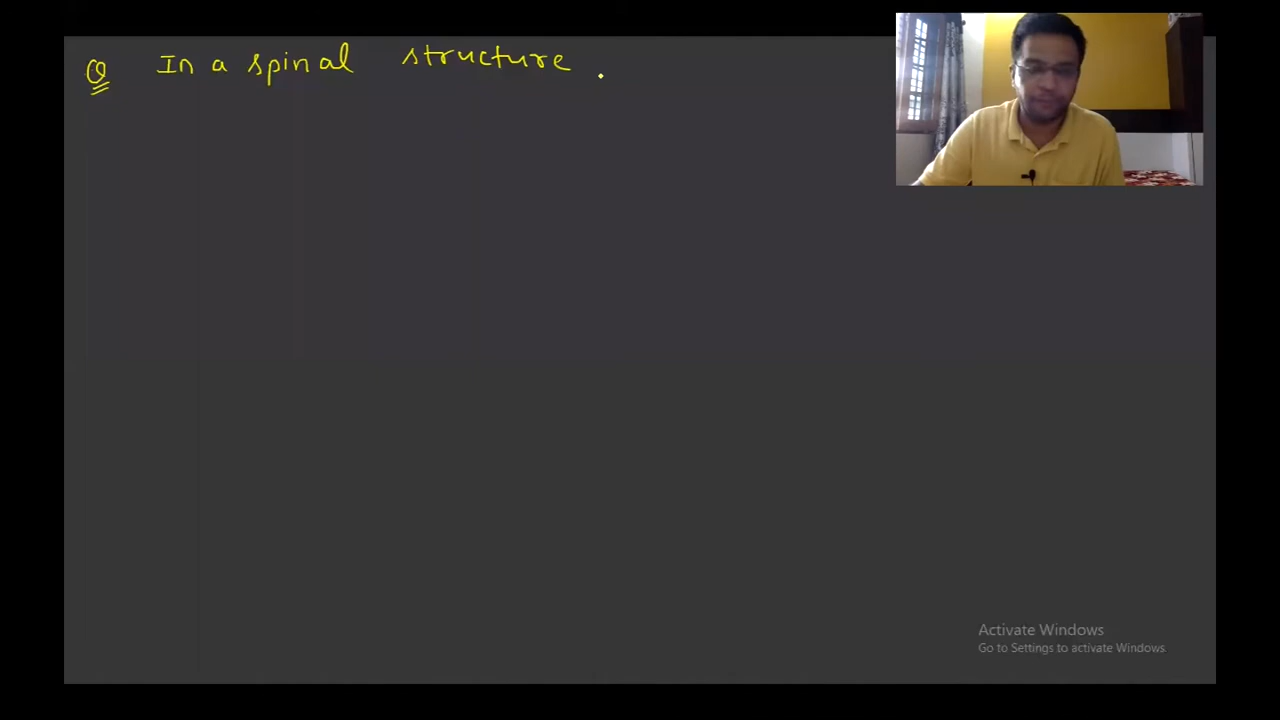 Q In a spinal structure
Activate Windows
Go to Settings to activate Windows.